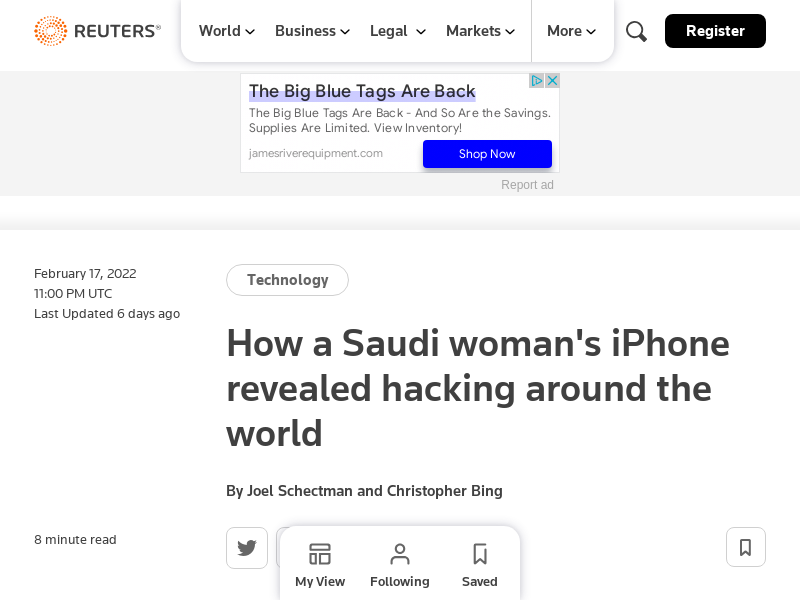 REUTERS®
World
Business
Legal
Markets
More
Register
The Big Blue Tags Are Back
The Big Blue Tags Are Back - And So Are the Savings.
Supplies Are Limited. View Inventory!
jamesriverequipment.com
Shop Now
Report ad
February 17, 2022
11:00 PM UTC
Last Updated 6 days ago
Technology
How a Saudi woman's iPhone
revealed hacking around the
world
By Joel Schectman and Christopher Bing
8 minute read
My View
Following
Saved